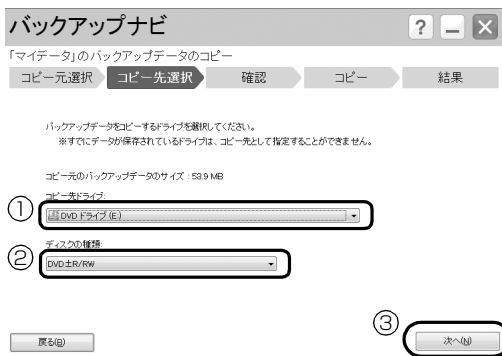 バックアップナビ
?
「マイデータ」のバックアップデータのコピー
コピー元選択 コピー先選択 確認 コピー 結果
バックアップデータをコピーするドライブを選択してください。
※すでにデータが保存されているドライブは、コピー先として指定することができません。
コピー元のバックアップデータのサイズ：53.9 MB
コピー先ドライブ:
① DVD ドライブ (E:)
ディスクの種類:
② DVD±R/RW
③
戻る(B) 次へ(N)